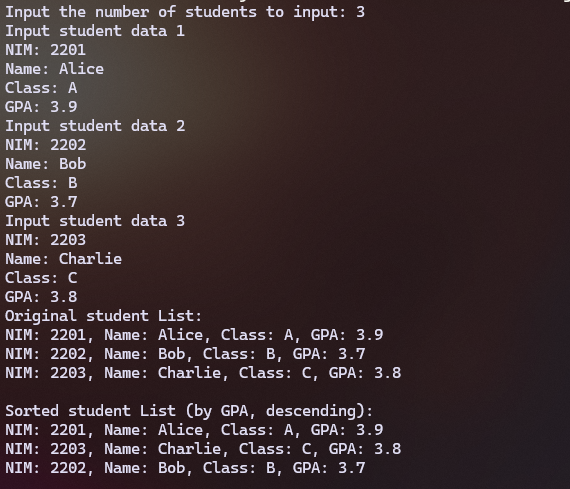 Input the number of students to input: 3
Input student data 1
NIM: 2201
Name: Alice
Class: A
GPA: 3.9
Input student data 2
NIM: 2202
Name: Bob
Class: B
GPA: 3.7
Input student data 3
NIM: 2203
Name: Charlie
Class: C
GPA: 3.8
Original student List:
NIM: 2201, Name: Alice, Class: A, GPA: 3.9
NIM: 2202, Name: Bob, Class: B, GPA: 3.7
NIM: 2203, Name: Charlie, Class: C, GPA: 3.8

Sorted student List (by GPA, descending):
NIM: 2201, Name: Alice, Class: A, GPA: 3.9
NIM: 2203, Name: Charlie, Class: C, GPA: 3.8
NIM: 2202, Name: Bob, Class: B, GPA: 3.7